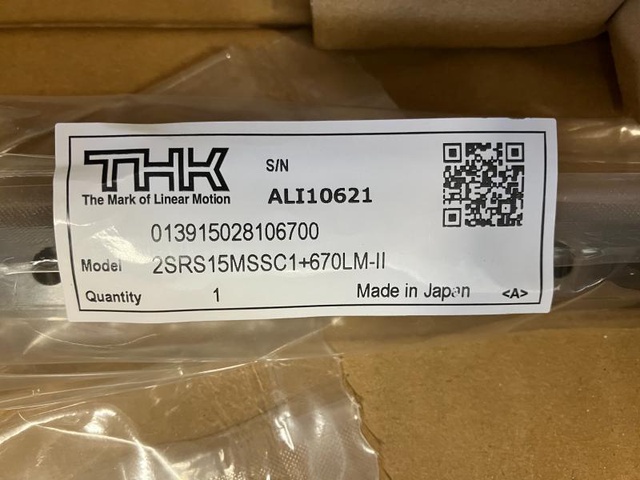 THK
The Mark of Linear Motion
S/N
ALI10621
013915028106700
Model 2SRS15MSSC1+670LM-II
Quantity 1 Made in Japan <A>